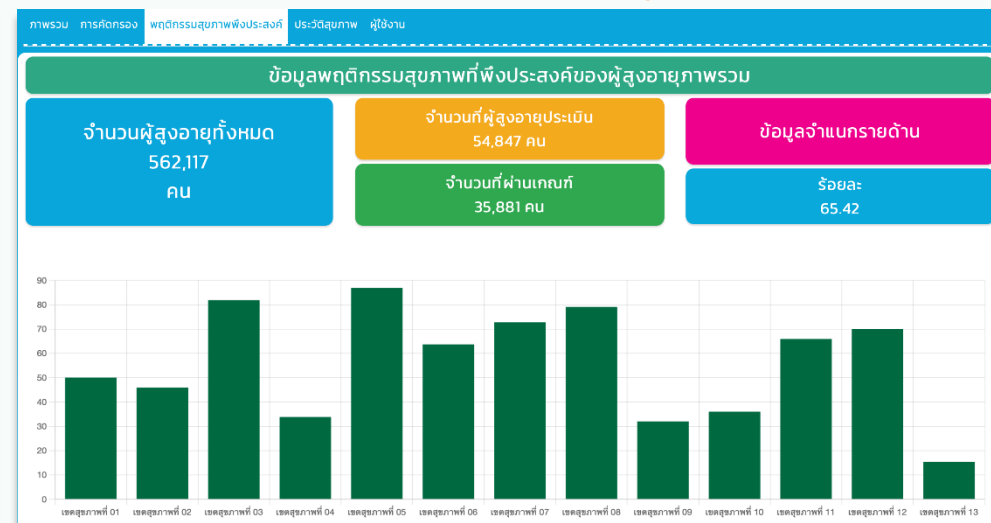 ภาพรวม การคัดกรอง พฤติกรรมสุขภาพพึงประสงค์ ประวัติสุขภาพ ผู้ใช้งาน
ข้อมูลพฤติกรรมสุขภาพที่พึงประสงค์ของผู้สูงอายุภาพรวม
จำนวนผู้สูงอายุทั้งหมด
562,117
คน
จำนวนที่ผู้สูงอายุประเมิน
54,847 คน
จำนวนที่ผ่านเกณฑ์
35,881 คน
ข้อมูลจำแนกรายด้าน
ร้อยละ
65.42
90
80
70
60
50
40
30
20
10
0
เขตสุขภาพที่ 01 เขตสุขภาพที่ 02 เขตสุขภาพที่ 03 เขตสุขภาพที่ 04 เขตสุขภาพที่ 05 เขตสุขภาพที่ 06 เขตสุขภาพที่ 07 เขตสุขภาพที่ 08 เขตสุขภาพที่ 09 เขตสุขภาพที่ 10 เขตสุขภาพที่ 11 เขตสุขภาพที่ 12 เขตสุขภาพที่ 13